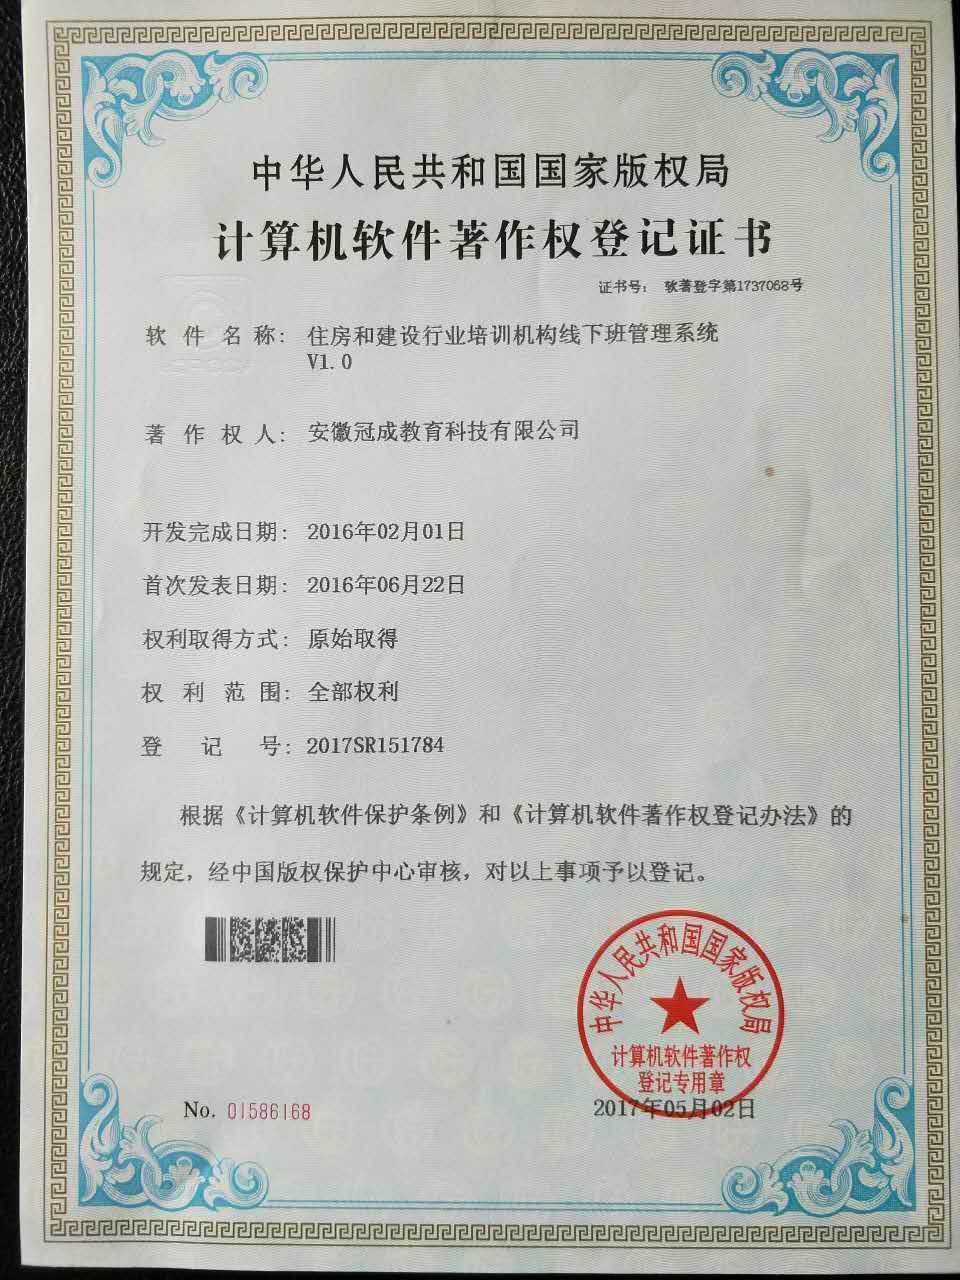 中华人民共和国国家版权局
计算机软件著作权登记证书
证书号： 软著登字第1737068号
软件名称： 住房和建设行业培训机构线下班管理系统
V1.0
著作权人： 安徽冠成教育科技有限公司
开发完成日期： 2016年02月01日
首次发表日期： 2016年06月22日
权利取得方式： 原始取得
权利范围： 全部权利
登记号： 2017SR151784
根据《计算机软件保护条例》和《计算机软件著作权登记办法》的
规定，经中国版权保护中心审核，对以上事项予以登记。
中华人民共和国国家版权局
计算机软件著作权
登记专用章
No. 01586168
2017年05月02日